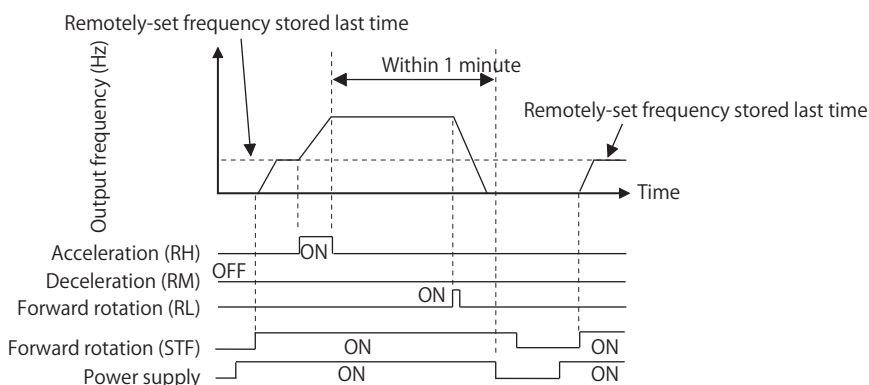 Remotely-set frequency stored last time
Output frequency (Hz)
Within 1 minute
Remotely-set frequency stored last time
Time
Acceleration (RH)
ON
Deceleration (RM)
OFF
Forward rotation (RL)
ON
Forward rotation (STF)
ON
ON
Power supply
ON
ON